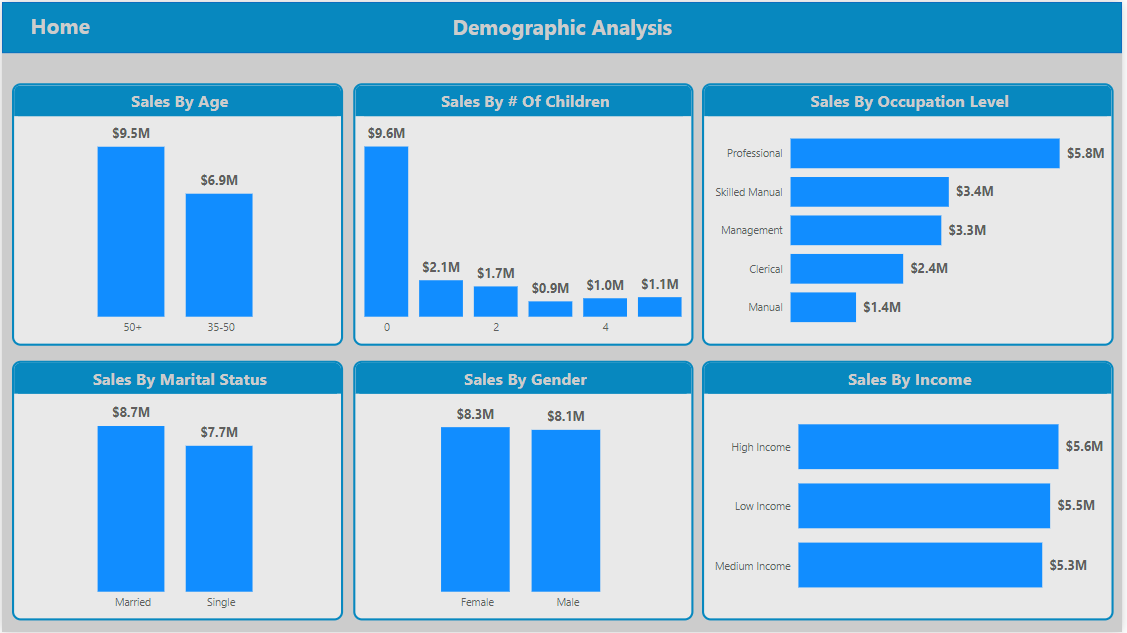 Home
Demographic Analysis
Sales By Age
$9.5M
$6.9M
50+
35-50
Sales By # Of Children
$9.6M
$2.1M
$1.7M
$0.9M
$1.0M
$1.1M
0
2
4
Sales By Occupation Level
Professional $5.8M
Skilled Manual $3.4M
Management $3.3M
Clerical $2.4M
Manual $1.4M
Sales By Marital Status
$8.7M
$7.7M
Married
Single
Sales By Gender
$8.3M
$8.1M
Female
Male
Sales By Income
High Income $5.6M
Low Income $5.5M
Medium Income $5.3M